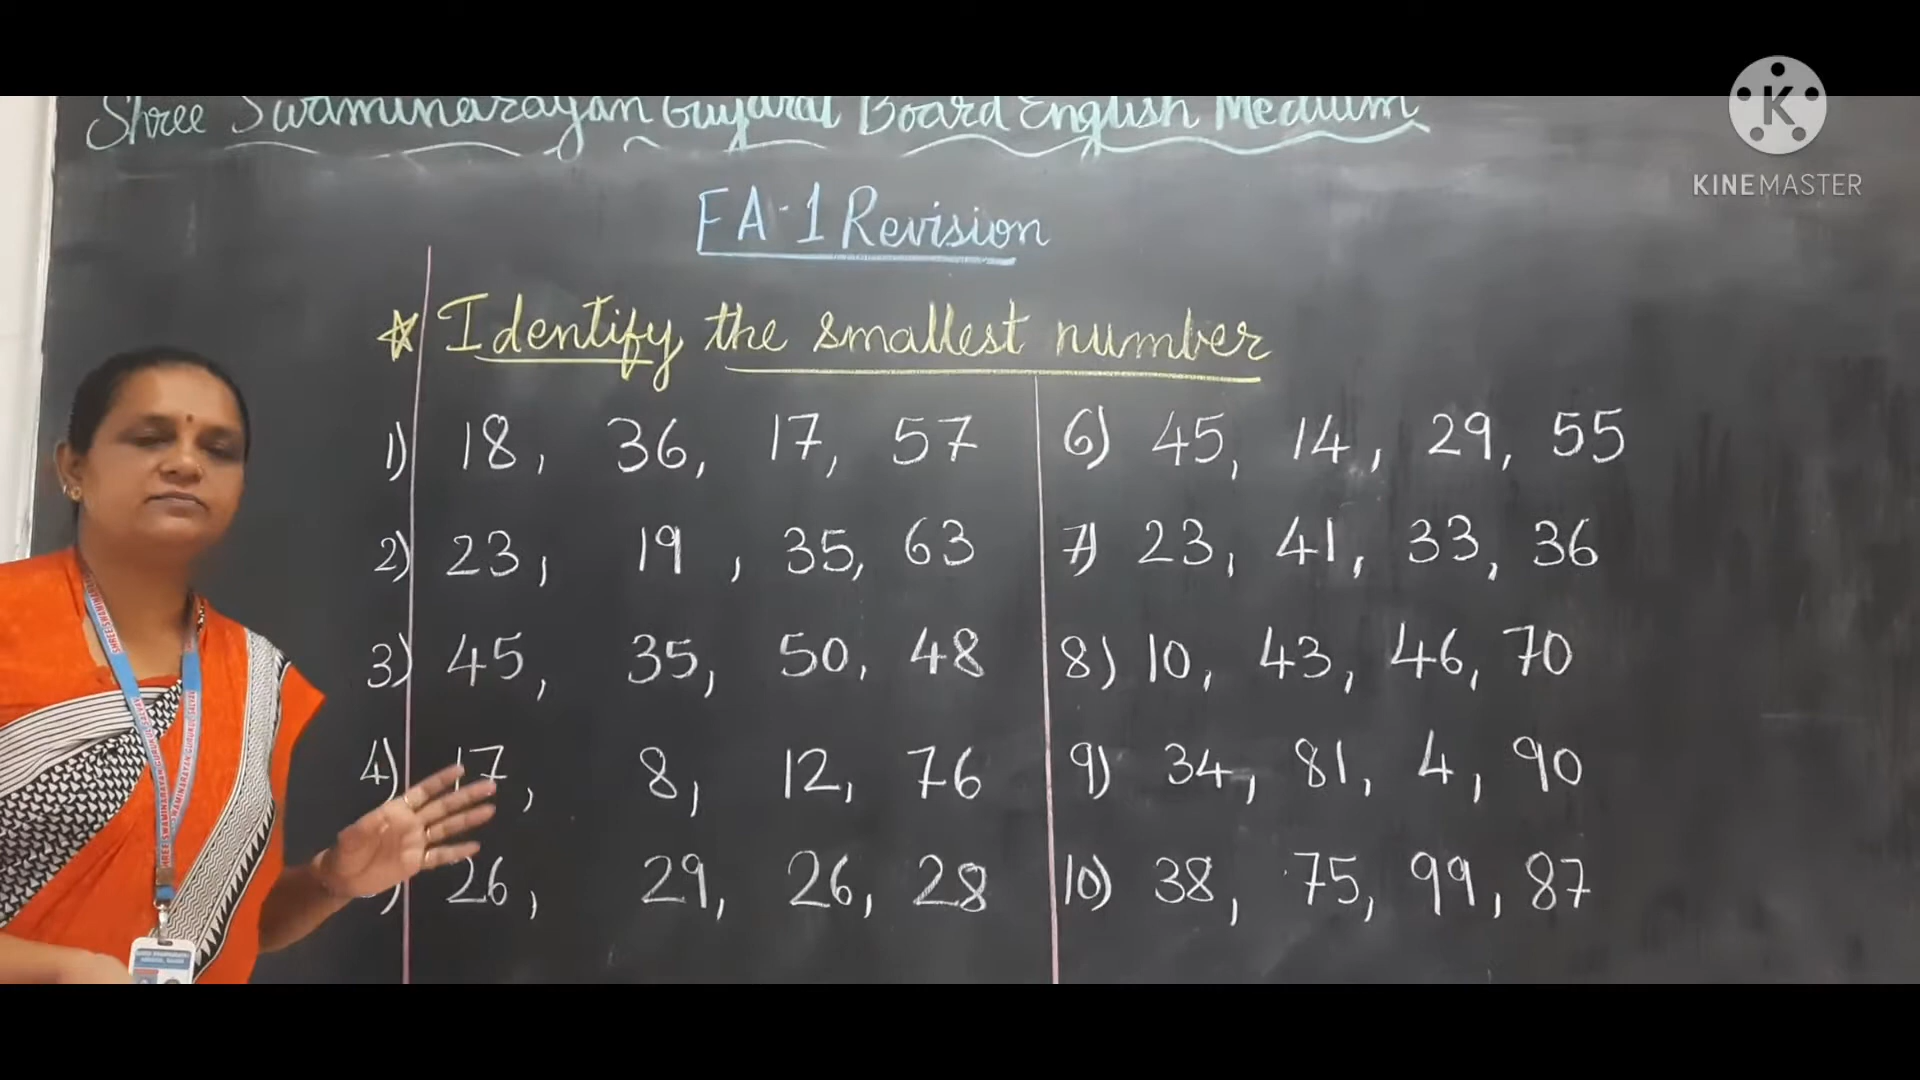 Shree Swaminarayan Gujarati Board English Medium
FA-1 Revision
☆ Identify the smallest number
1) 18, 36, 17, 57
2) 23, 19, 35, 63
3) 45, 35, 50, 48
4) 17, 8, 12, 76
) 26, 29, 26, 28
6) 45, 14, 29, 55
7) 23, 41, 33, 36
8) 10, 43, 46, 70
9) 34, 81, 4, 90
10) 38, 75, 99, 87
K
KINEMASTER